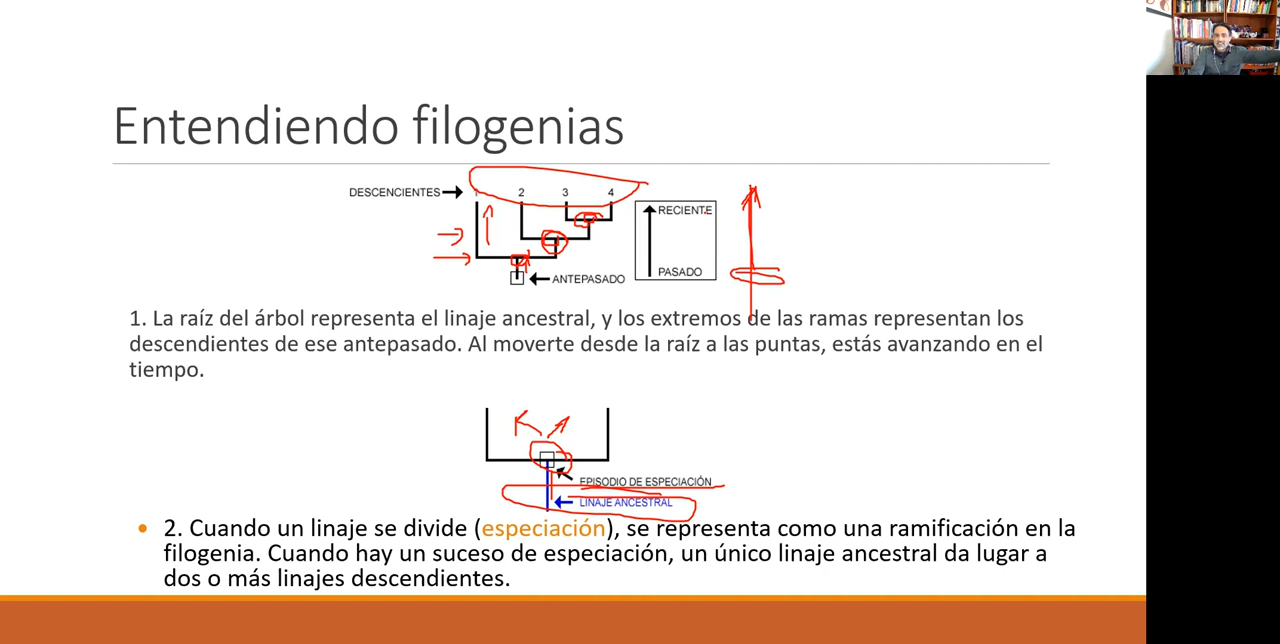 Entendiendo filogenias
DESCENCIENTES
2 3 4
RECIENTE
PASADO
ANTEPASADO
1. La raíz del árbol representa el linaje ancestral, y los extremos de las ramas representan los
descendientes de ese antepasado. Al moverte desde la raíz a las puntas, estás avanzando en el
tiempo.
EPISODIO DE ESPECIACIÓN
LINAJE ANCESTRAL
• 2. Cuando un linaje se divide (especiación), se representa como una ramificación en la
filogenia. Cuando hay un suceso de especiación, un único linaje ancestral da lugar a
dos o más linajes descendientes.